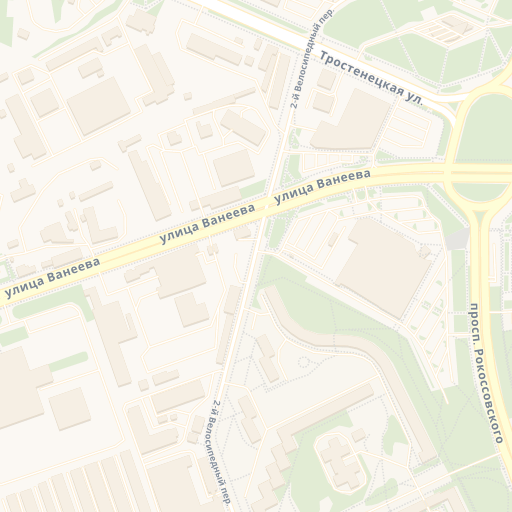 2-й Велосипедный пер.
Тростенецкая ул.
улица Ванеева
улица Ванеева
улица Ванеева
просп. Рокоссовского
2-й Велосипедный пер.